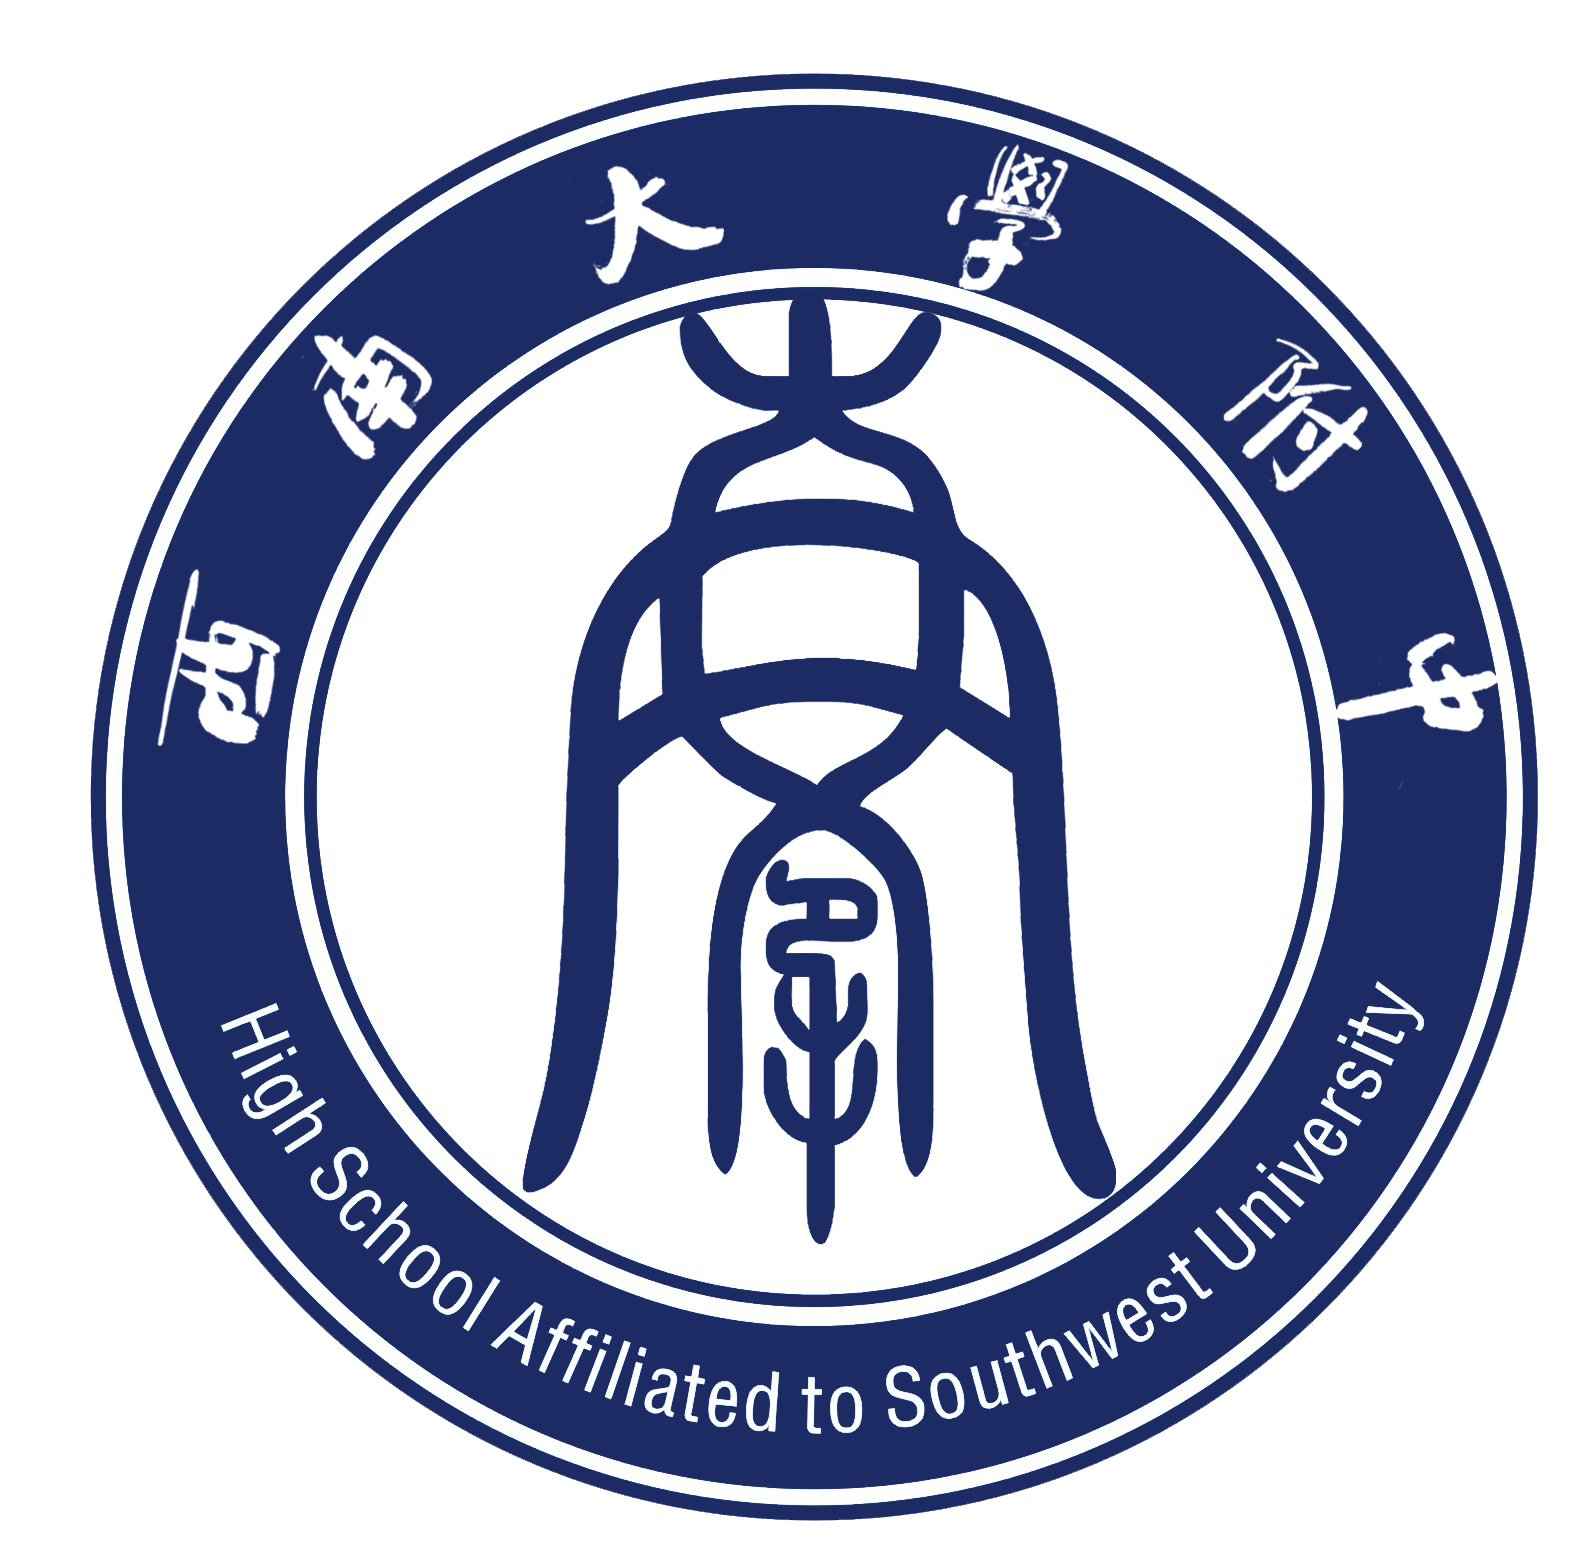 西南大學附中
High School Affiliated to Southwest University